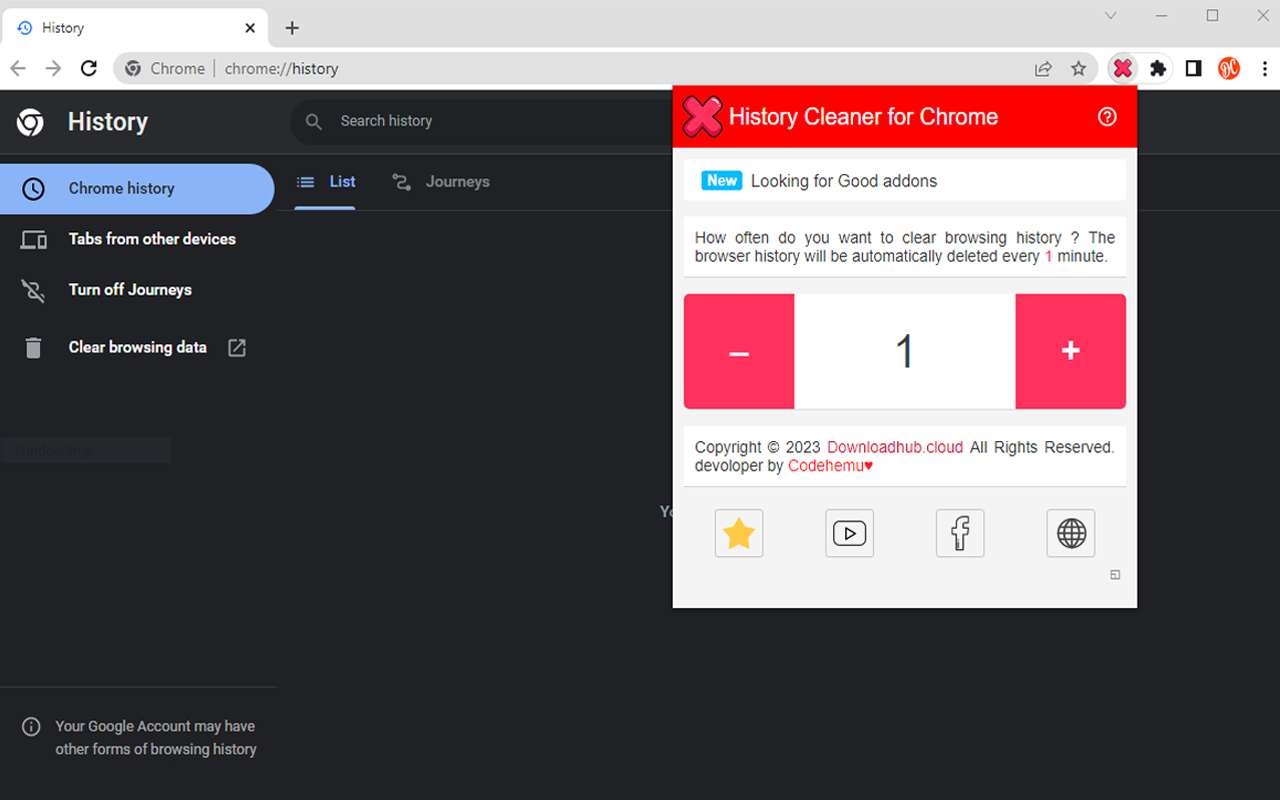 History
Chrome | chrome://history
History
Search history
History Cleaner for Chrome
Chrome history
List
Journeys
New Looking for Good addons
Tabs from other devices
How often do you want to clear browsing history ? The
browser history will be automatically deleted every 1 minute.
Turn off Journeys
Clear browsing data
–
1
+
Window Snip
Copyright © 2023 Downloadhub.cloud All Rights Reserved.
devoloper by Codehemu♥
Your Google Account may have
other forms of browsing history